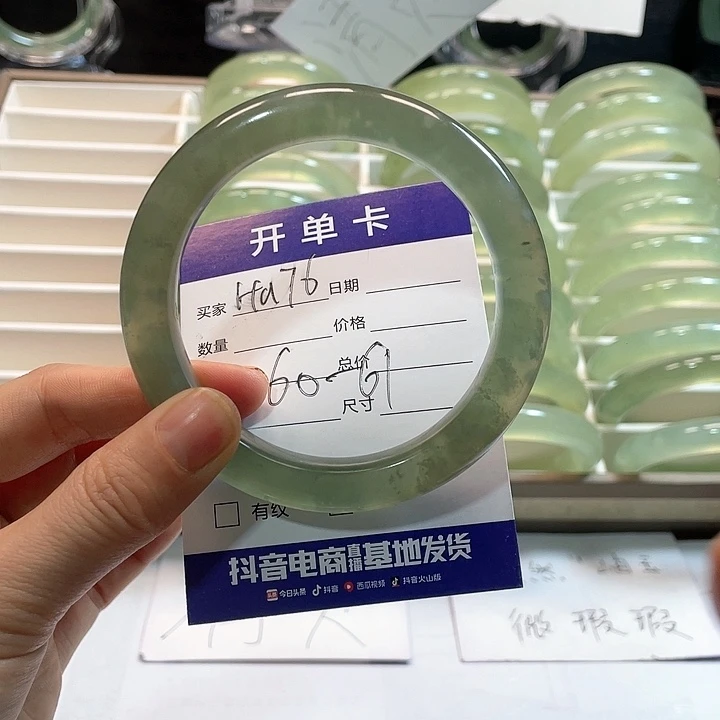 开单卡
买家 Ha76 日期
数量 价格
总价
60-61
尺寸
有纹
抖音电商直播基地发货
今日头条 抖音 西瓜视频 抖音火山版
微瑕瑕